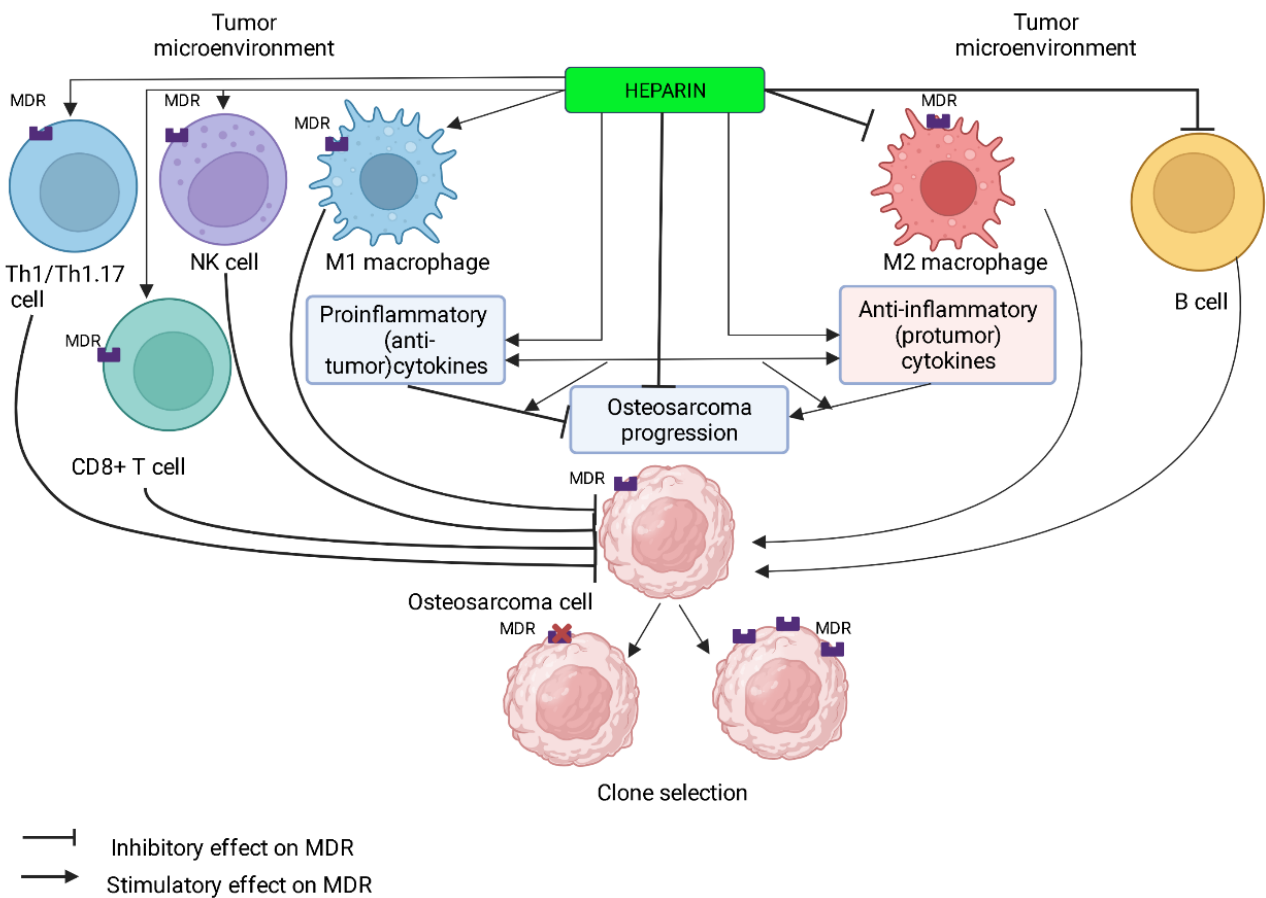 Tumor
microenvironment
Tumor
microenvironment
HEPARIN
MDR
MDR
MDR
MDR
Th1/Th1.17
cell
NK cell
M1 macrophage
M2 macrophage
B cell
MDR
CD8+ T cell
Proinflammatory
(anti-
tumor)cytokines
Anti-inflammatory
(protumor)
cytokines
Osteosarcoma
progression
MDR
Osteosarcoma cell
MDR
MDR
Clone selection
Inhibitory effect on MDR
Stimulatory effect on MDR